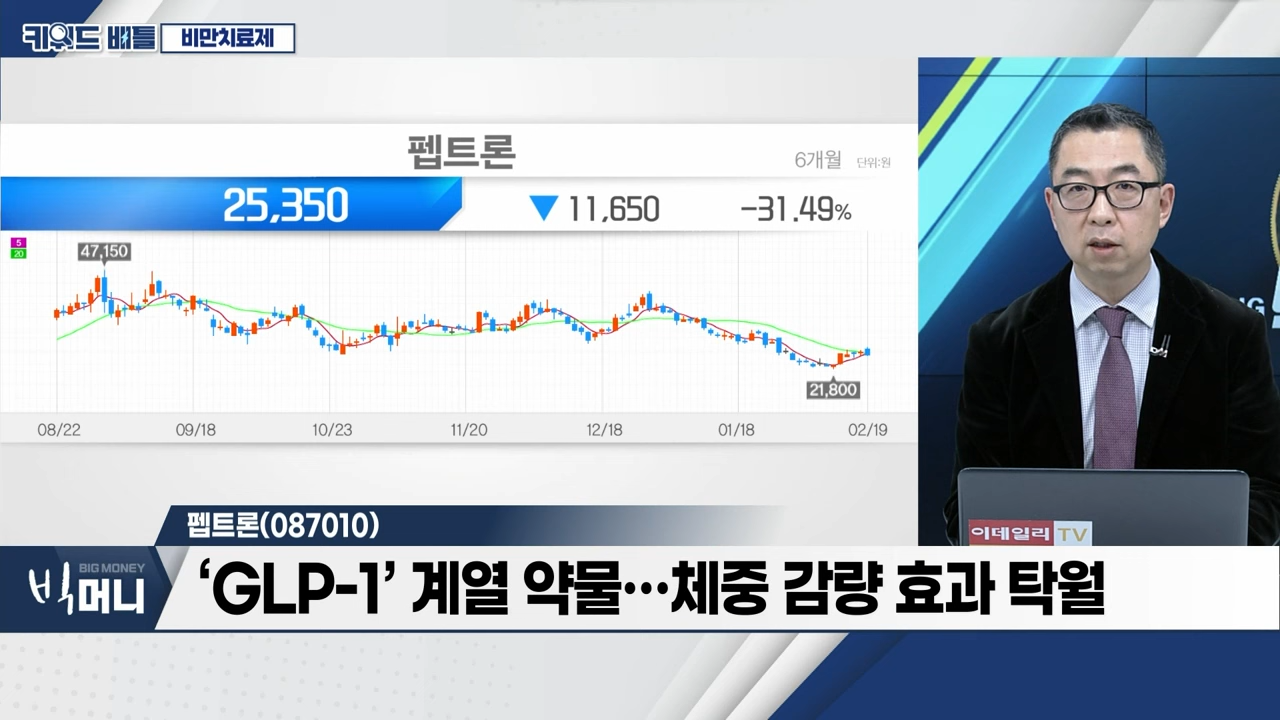 키워드 배틀 비만치료제
펩트론
6개월 단위:원
25,350 ▼ 11,650 -31.49%
5
20
47,150
21,800
08/22 09/18 10/23 11/20 12/18 01/18 02/19
NG
이데일리 TV
펩트론(087010)
BIG MONEY
빅머니
‘GLP-1’ 계열 약물…체중 감량 효과 탁월